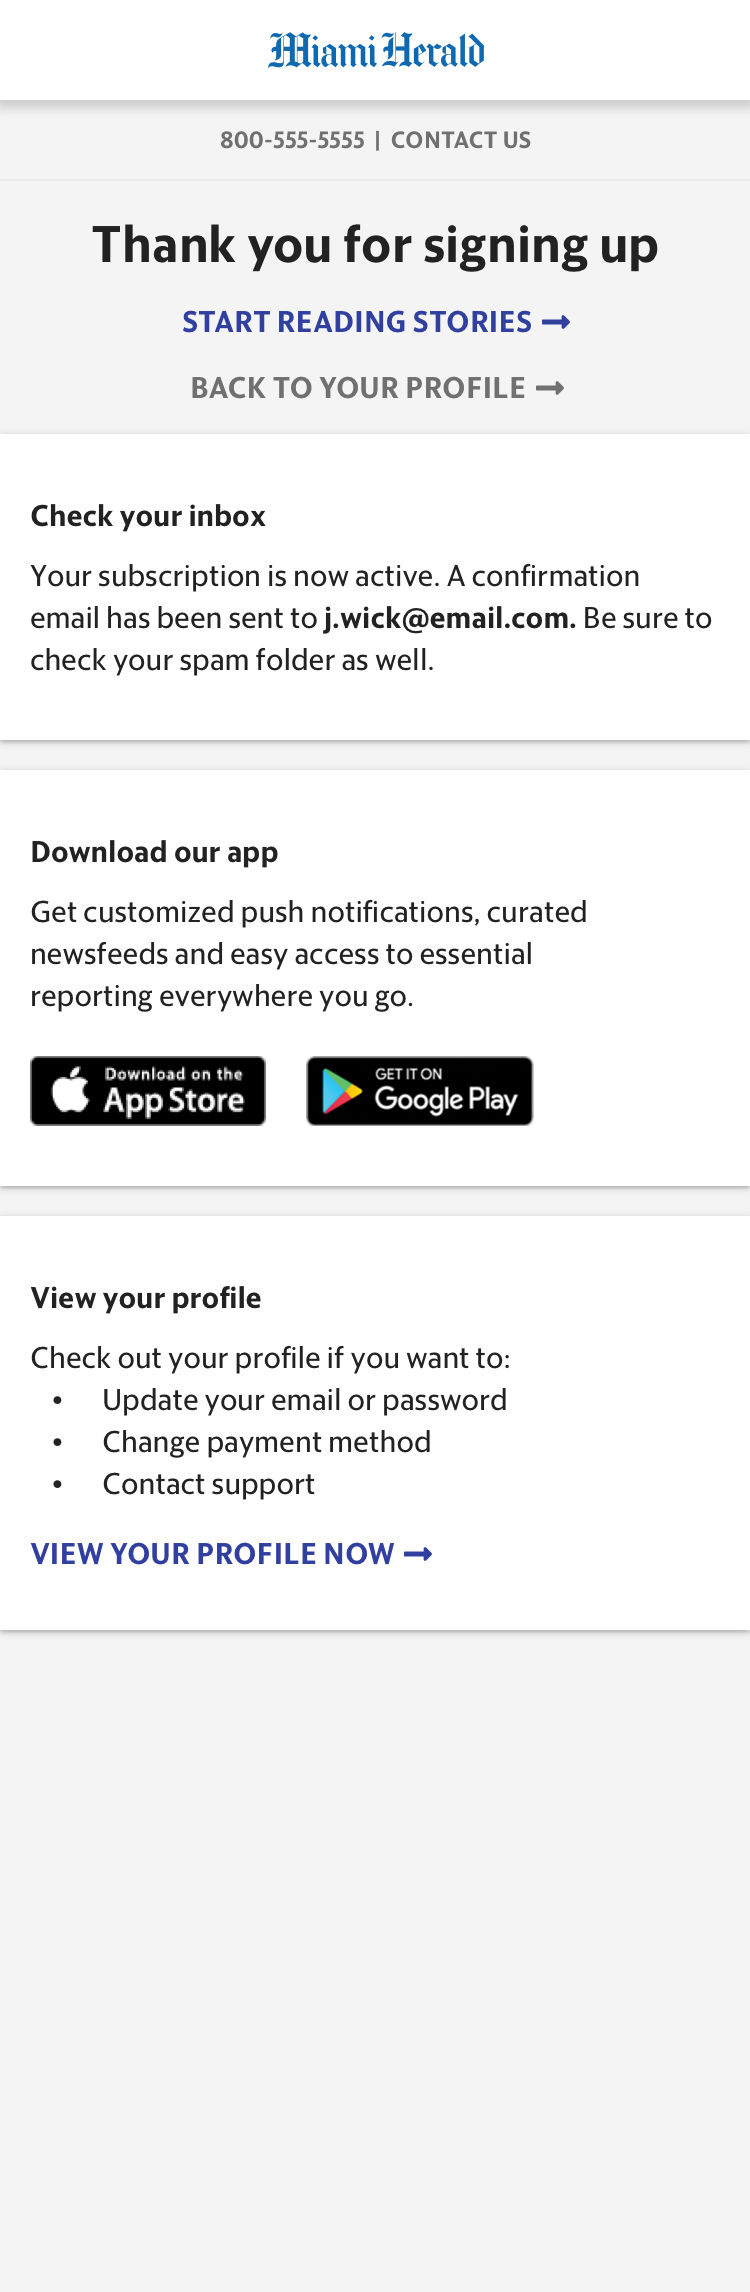 Miami Herald
800-555-5555 | CONTACT US
Thank you for signing up
START READING STORIES →
BACK TO YOUR PROFILE →
Check your inbox
Your subscription is now active. A confirmation
email has been sent to j.wick@email.com. Be sure to
check your spam folder as well.
Download our app
Get customized push notifications, curated
newsfeeds and easy access to essential
reporting everywhere you go.
Download on the
App Store
GET IT ON
Google Play
View your profile
Check out your profile if you want to:
• Update your email or password
• Change payment method
• Contact support
VIEW YOUR PROFILE NOW →